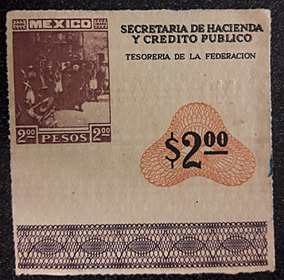 MEXICO
2.00 PESOS 2.00
SECRETARIA DE HACIENDA
Y CREDITO PUBLICO
TESORERIA DE LA FEDERACION
$2.00